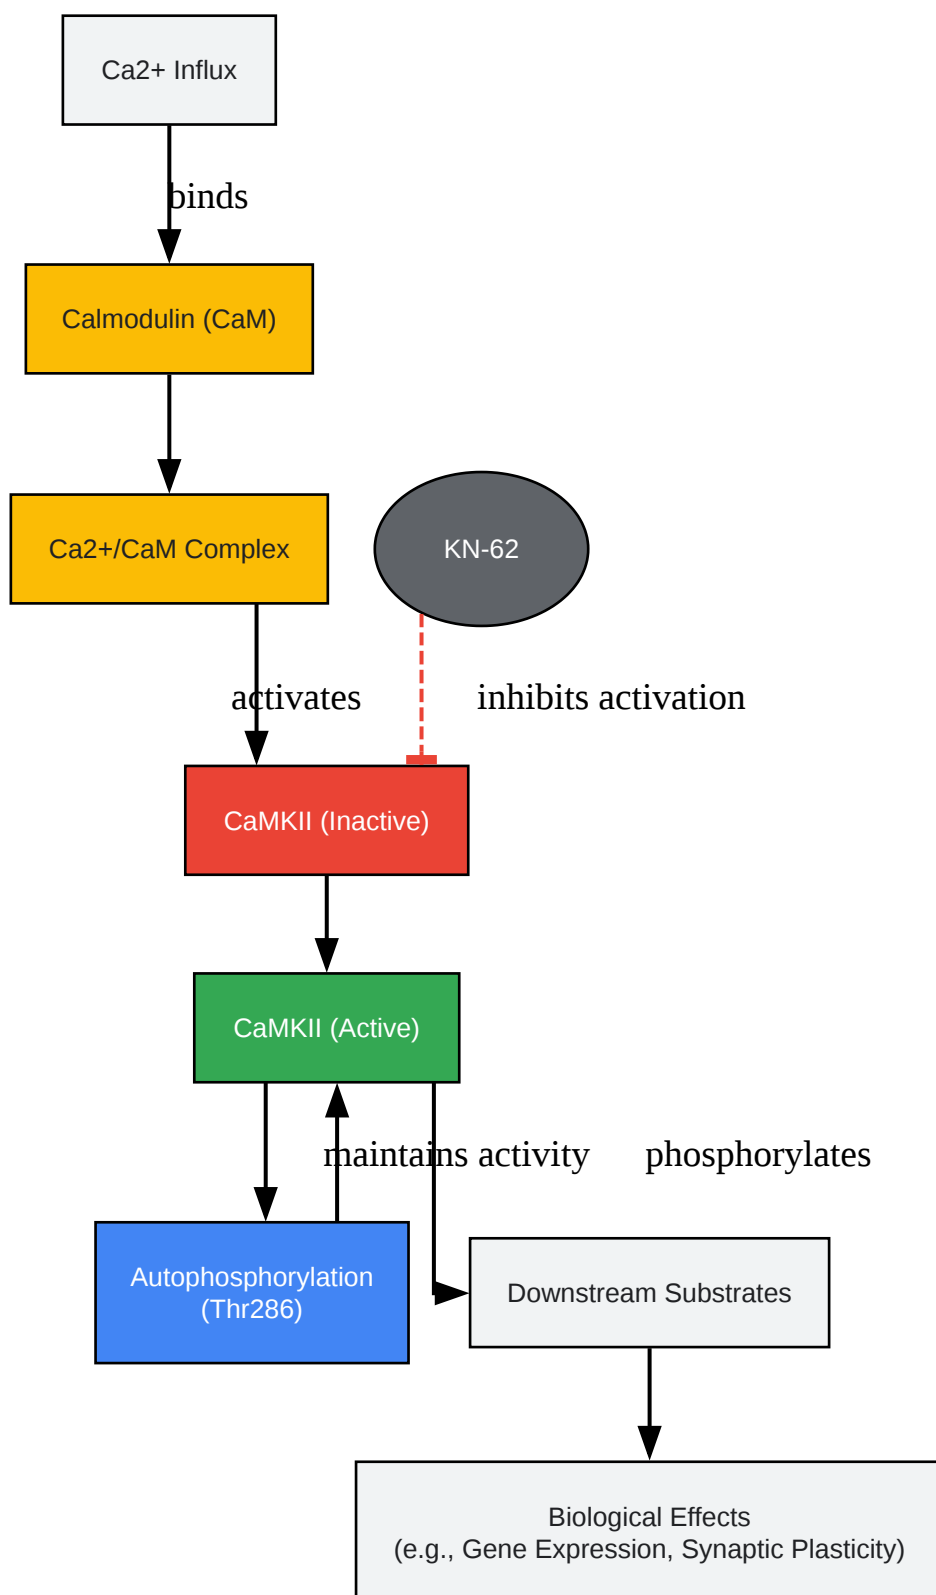 Ca2+ Influx
binds
Calmodulin (CaM)
Ca2+/CaM Complex
KN-62
activates
inhibits activation
CaMKII (Inactive)
CaMKII (Active)
maintains activity
phosphorylates
Autophosphorylation
(Thr286)
Downstream Substrates
Biological Effects
(e.g., Gene Expression, Synaptic Plasticity)